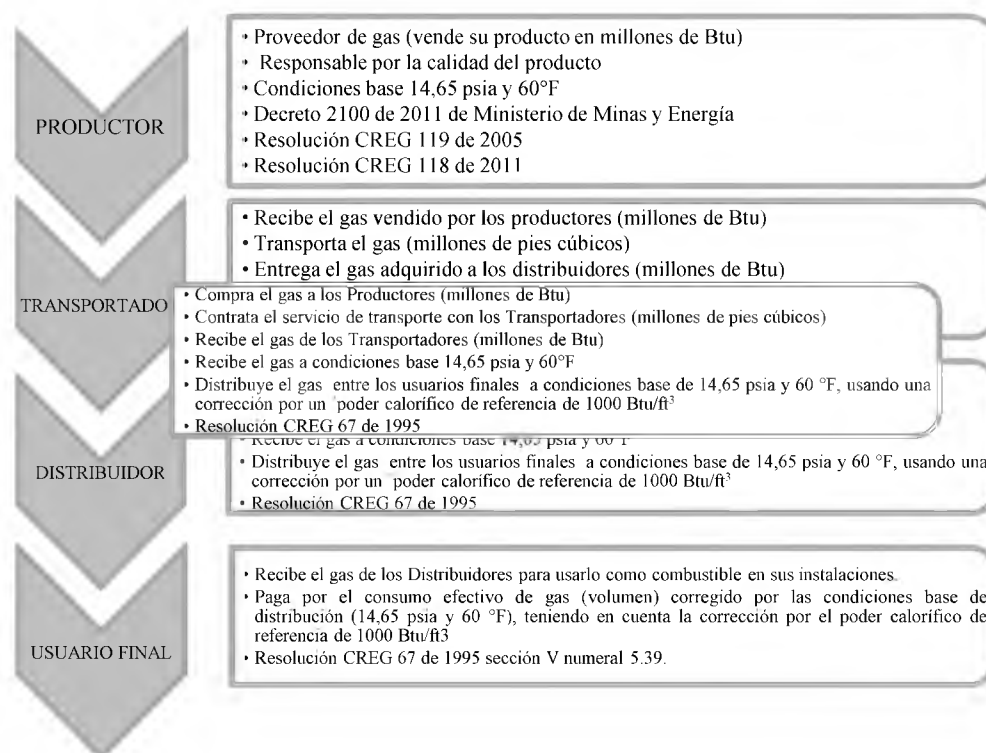 PRODUCTOR
• Proveedor de gas (vende su producto en millones de Btu)
• Responsable por la calidad del producto
• Condiciones base 14,65 psia y 60°F
• Decreto 2100 de 2011 de Ministerio de Minas y Energía
• Resolución CREG 119 de 2005
• Resolución CREG 118 de 2011
TRANSPORTADO
• Recibe el gas vendido por los productores (millones de Btu)
• Transporta el gas (millones de pies cúbicos)
• Entrega el gas adquirido a los distribuidores (millones de Btu)
• Compra el gas a los Productores (millones de Btu)
• Contrata el servicio de transporte con los Transportadores (millones de pies cúbicos)
• Recibe el gas de los Transportadores (millones de Btu)
• Recibe el gas a condiciones base 14,65 psia y 60°F
• Distribuye el gas entre los usuarios finales a condiciones base de 14,65 psia y 60 °F, usando una
corrección por un poder calorífico de referencia de 1000 Btu/ft³
• Resolución CREG 67 de 1995
DISTRIBUIDOR
• Recibe el gas a condiciones base 14,65 psia y 60°F
• Distribuye el gas entre los usuarios finales a condiciones base de 14,65 psia y 60 °F, usando una
corrección por un poder calorífico de referencia de 1000 Btu/ft³
• Resolución CREG 67 de 1995
USUARIO FINAL
• Recibe el gas de los Distribuidores para usarlo como combustible en sus instalaciones.
• Paga por el consumo efectivo de gas (volumen) corregido por las condiciones base de
distribución (14,65 psia y 60 °F), teniendo en cuenta la corrección por el poder calorífico de
referencia de 1000 Btu/ft3
• Resolución CREG 67 de 1995 sección V numeral 5.39.